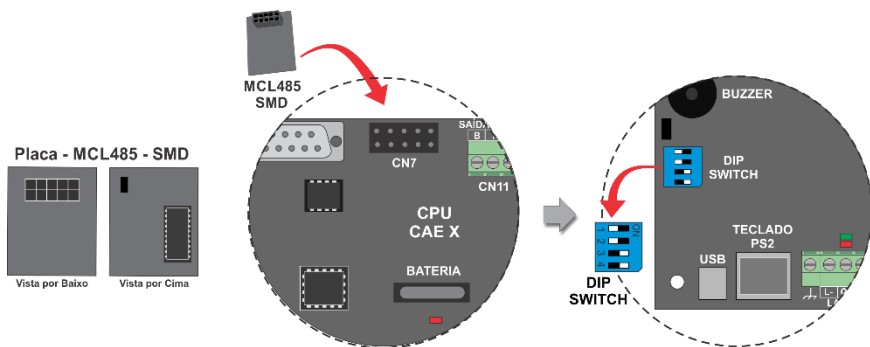 MCL485
SMD
Placa - MCL485 - SMD
Vista por Baixo
Vista por Cima
SAÍDA
B
CN7
CN11
CPU
CAE X
BATERIA
BUZZER
DIP
SWITCH
ON
1
2
3
4
DIP
SWITCH
TECLADO
PS2
USB
L-